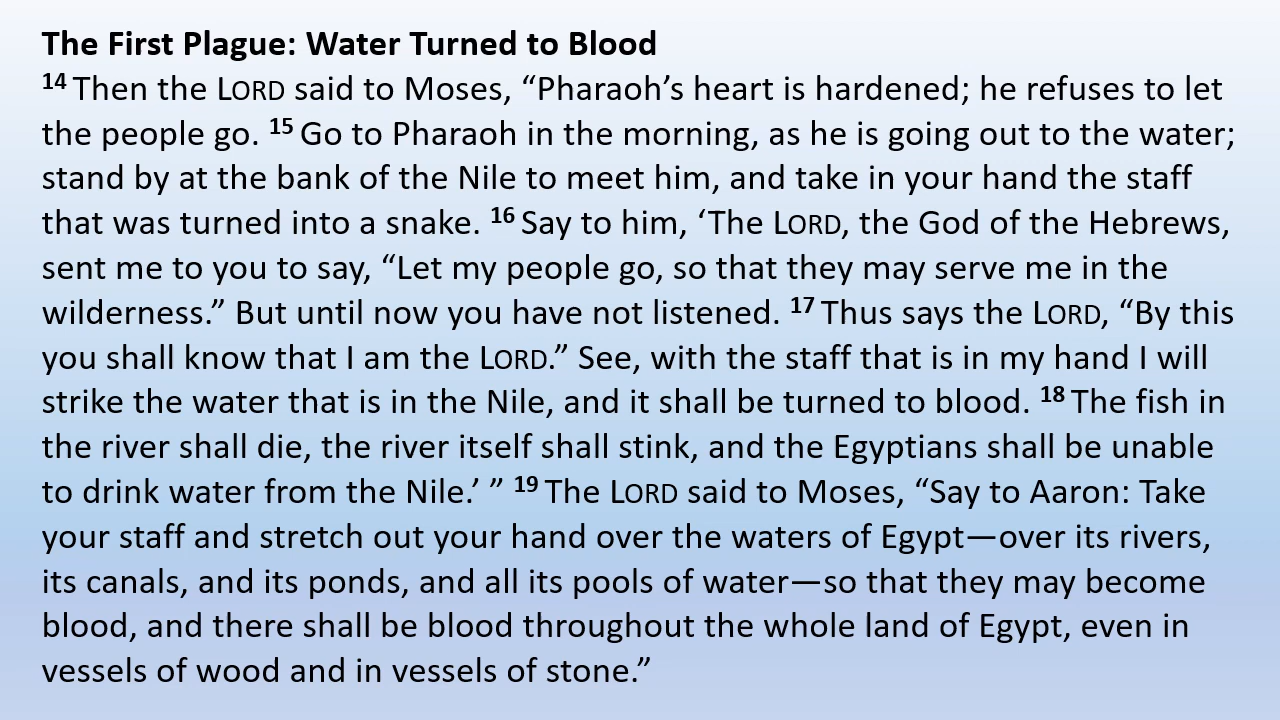 The First Plague: Water Turned to Blood
14 Then the LORD said to Moses, “Pharaoh’s heart is hardened; he refuses to let
the people go. 15 Go to Pharaoh in the morning, as he is going out to the water;
stand by at the bank of the Nile to meet him, and take in your hand the staff
that was turned into a snake. 16 Say to him, ‘The LORD, the God of the Hebrews,
sent me to you to say, “Let my people go, so that they may serve me in the
wilderness.” But until now you have not listened. 17 Thus says the LORD, “By this
you shall know that I am the LORD.” See, with the staff that is in my hand I will
strike the water that is in the Nile, and it shall be turned to blood. 18 The fish in
the river shall die, the river itself shall stink, and the Egyptians shall be unable
to drink water from the Nile.’ ” 19 The LORD said to Moses, “Say to Aaron: Take
your staff and stretch out your hand over the waters of Egypt—over its rivers,
its canals, and its ponds, and all its pools of water—so that they may become
blood, and there shall be blood throughout the whole land of Egypt, even in
vessels of wood and in vessels of stone.”